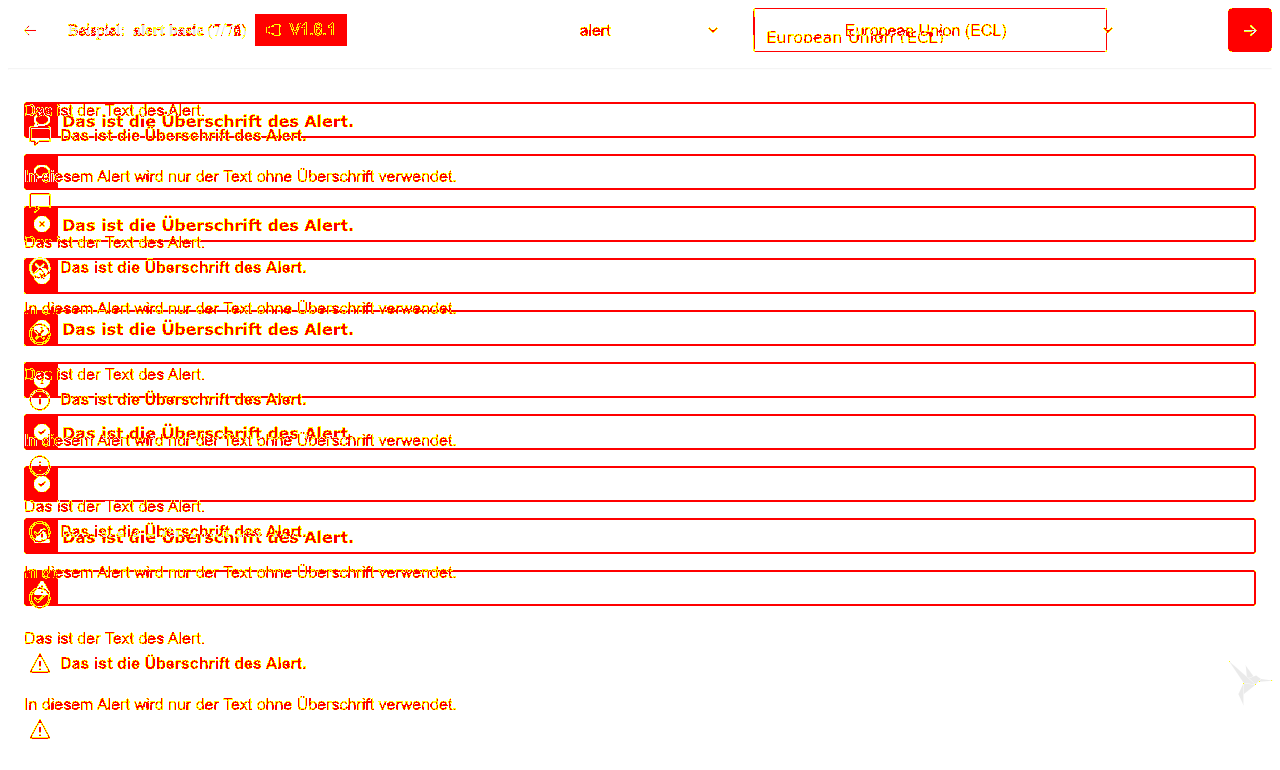 Beispiel: alert basic (1/74) V1.6.1 alert European Union (ECL)
European Union (ECL)
Das ist der Text des Alert.
Das ist die Überschrift des Alert.
Das ist die Überschrift des Alert.
In diesem Alert wird nur der Text ohne Überschrift verwendet.
Das ist die Überschrift des Alert.
Das ist der Text des Alert.
Das ist die Überschrift des Alert.
In diesem Alert wird nur der Text ohne Überschrift verwendet.
Das ist die Überschrift des Alert.
Das ist der Text des Alert.
Das ist die Überschrift des Alert.
Das ist die Überschrift des Alert.
In diesem Alert wird nur der Text ohne Überschrift verwendet.
Das ist der Text des Alert.
Das ist die Überschrift des Alert.
Das ist die Überschrift des Alert.
In diesem Alert wird nur der Text ohne Überschrift verwendet.
Das ist der Text des Alert.
Das ist die Überschrift des Alert.
In diesem Alert wird nur der Text ohne Überschrift verwendet.